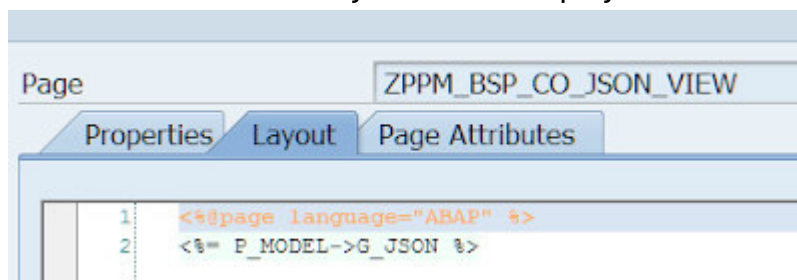 Page ZPPM_BSP_CO_JSON_VIEW
Properties Layout Page Attributes
1 <%@page language="ABAP" %>
2 <%= P_MODEL->G_JSON %>